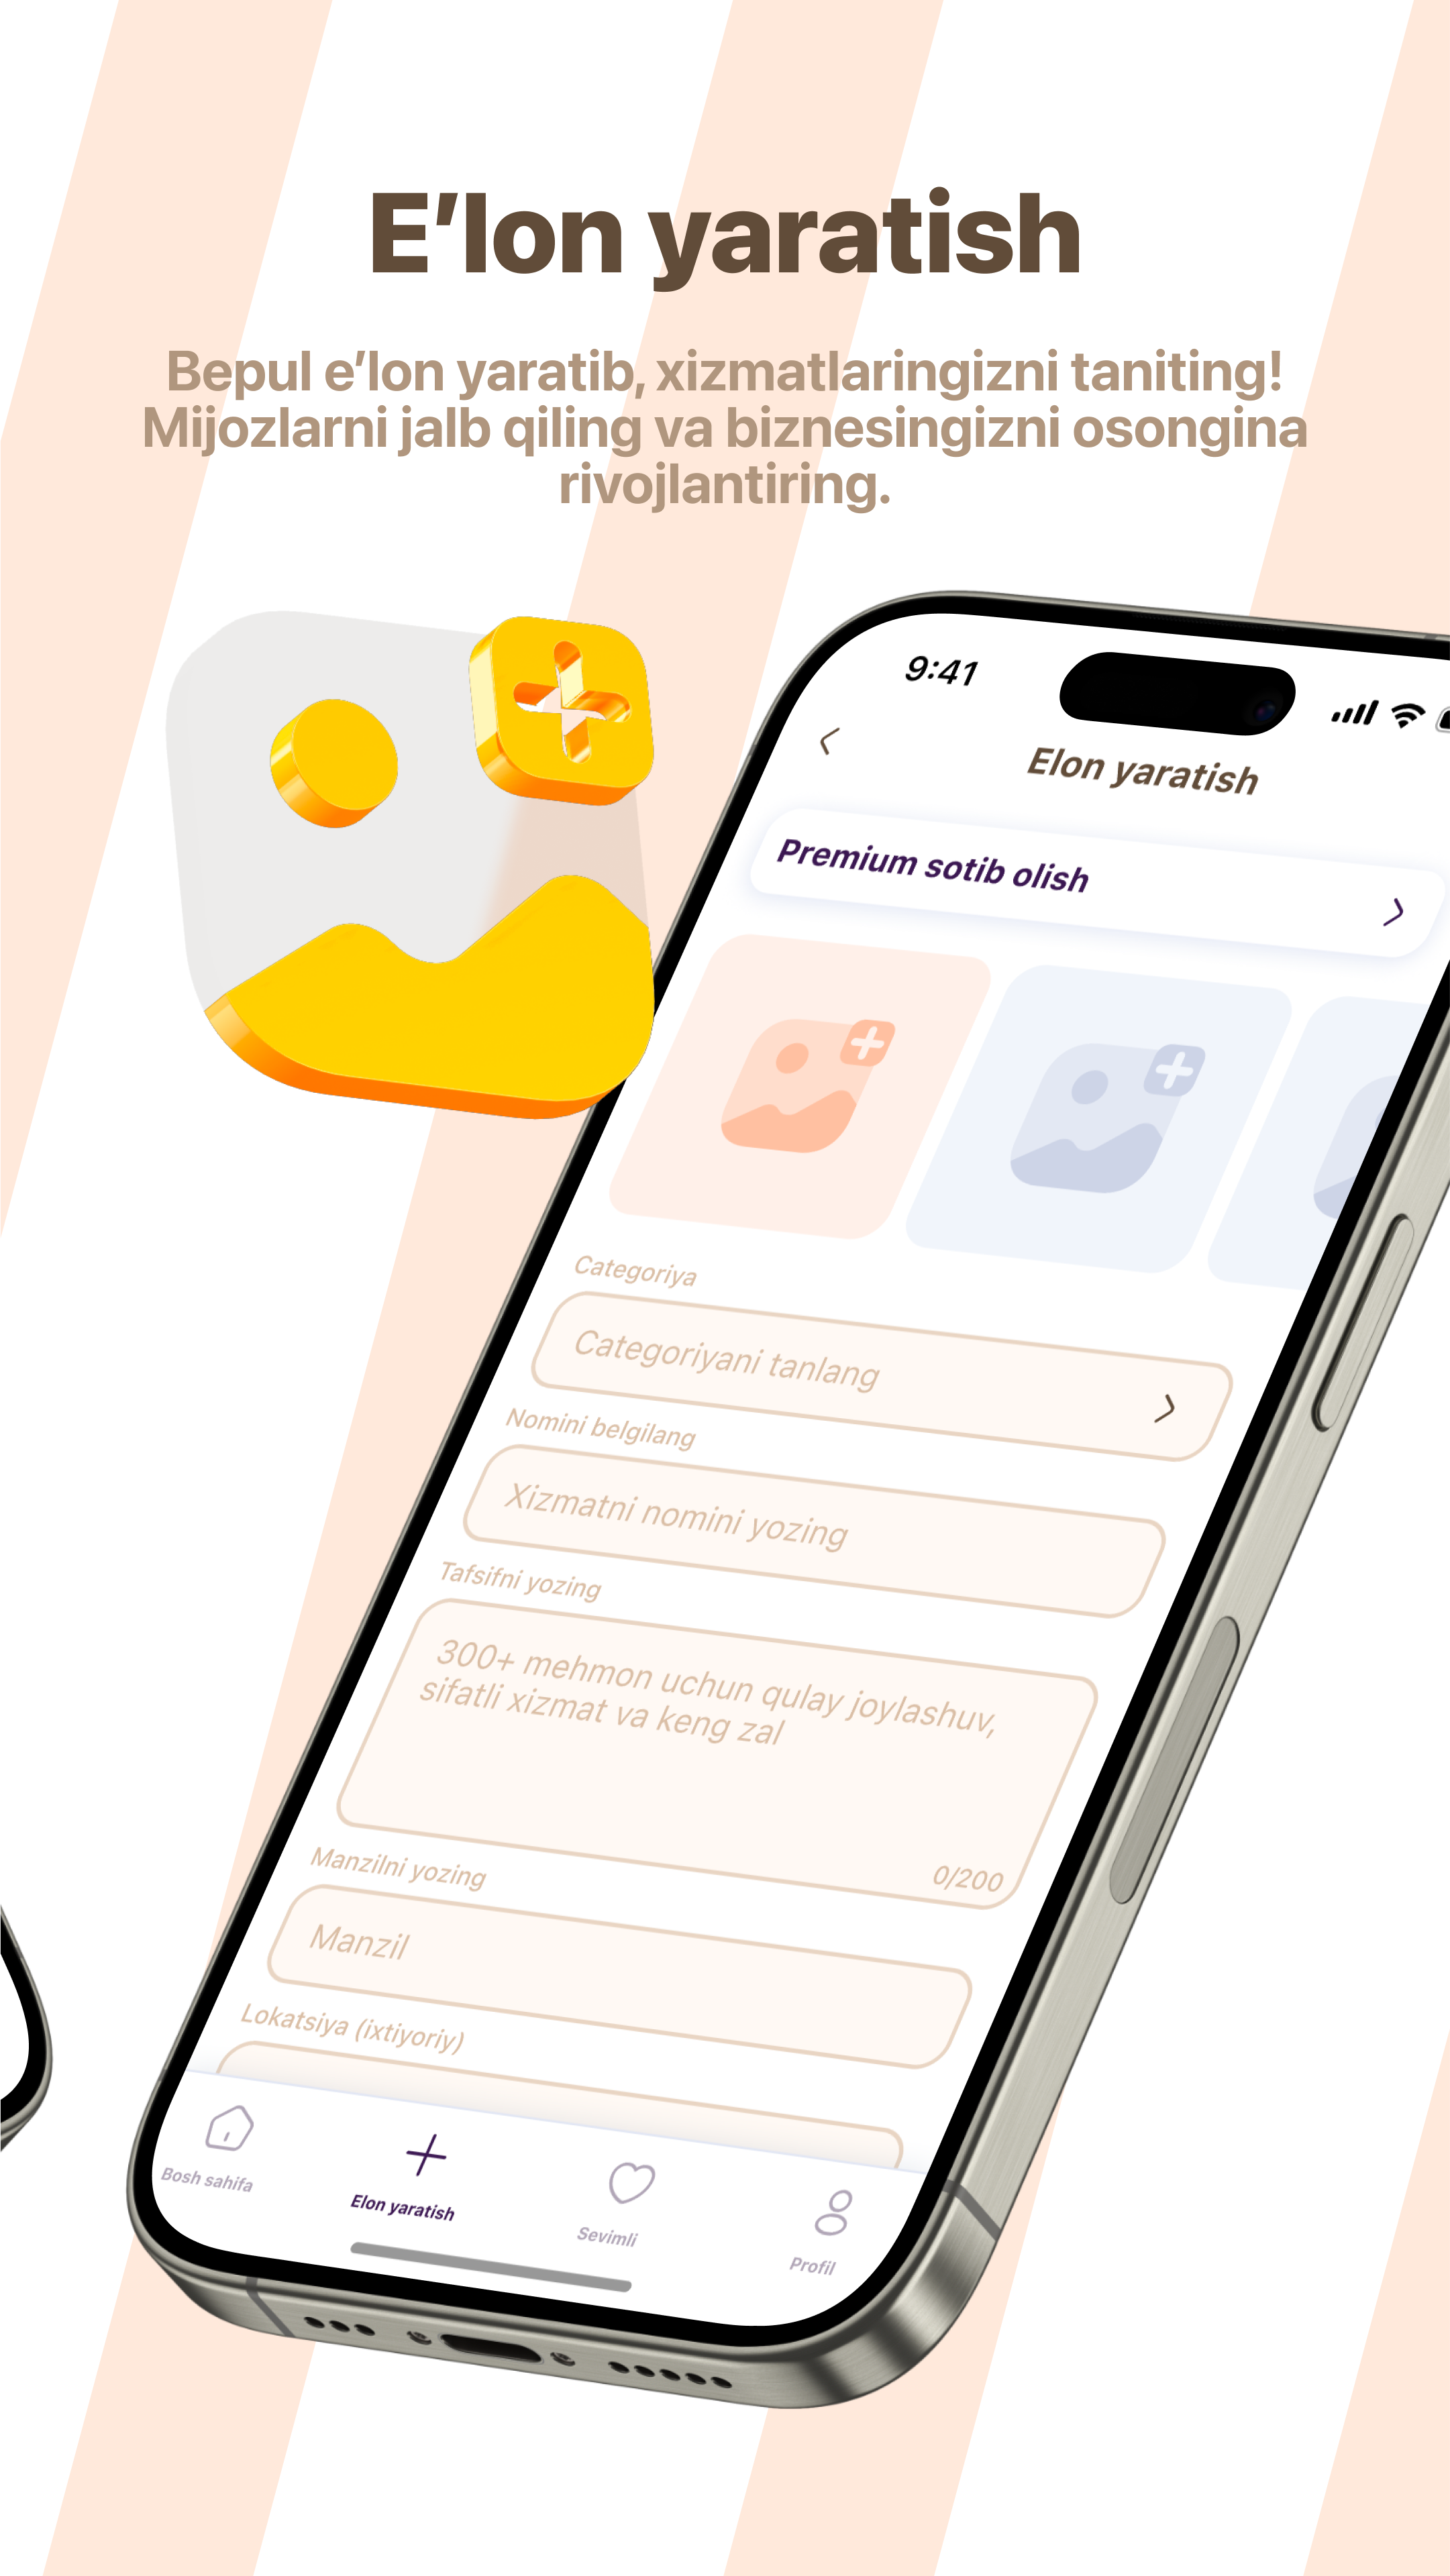 E’lon yaratish
Bepul e’lon yaratib, xizmatlaringizni taniting!
Mijozlarni jalb qiling va biznesingizni osongina
rivojlantiring.
9:41
Elon yaratish
Premium sotib olish
Categoriya
Categoriyani tanlang
Nomini belgilang
Xizmatni nomini yozing
Tafsifni yozing
300+ mehmon uchun qulay joylashuv,
sifatli xizmat va keng zal
0/200
Manzilni yozing
Manzil
Lokatsiya (ixtiyoriy)
Bosh sahifa
Elon yaratish
Sevimli
Profil